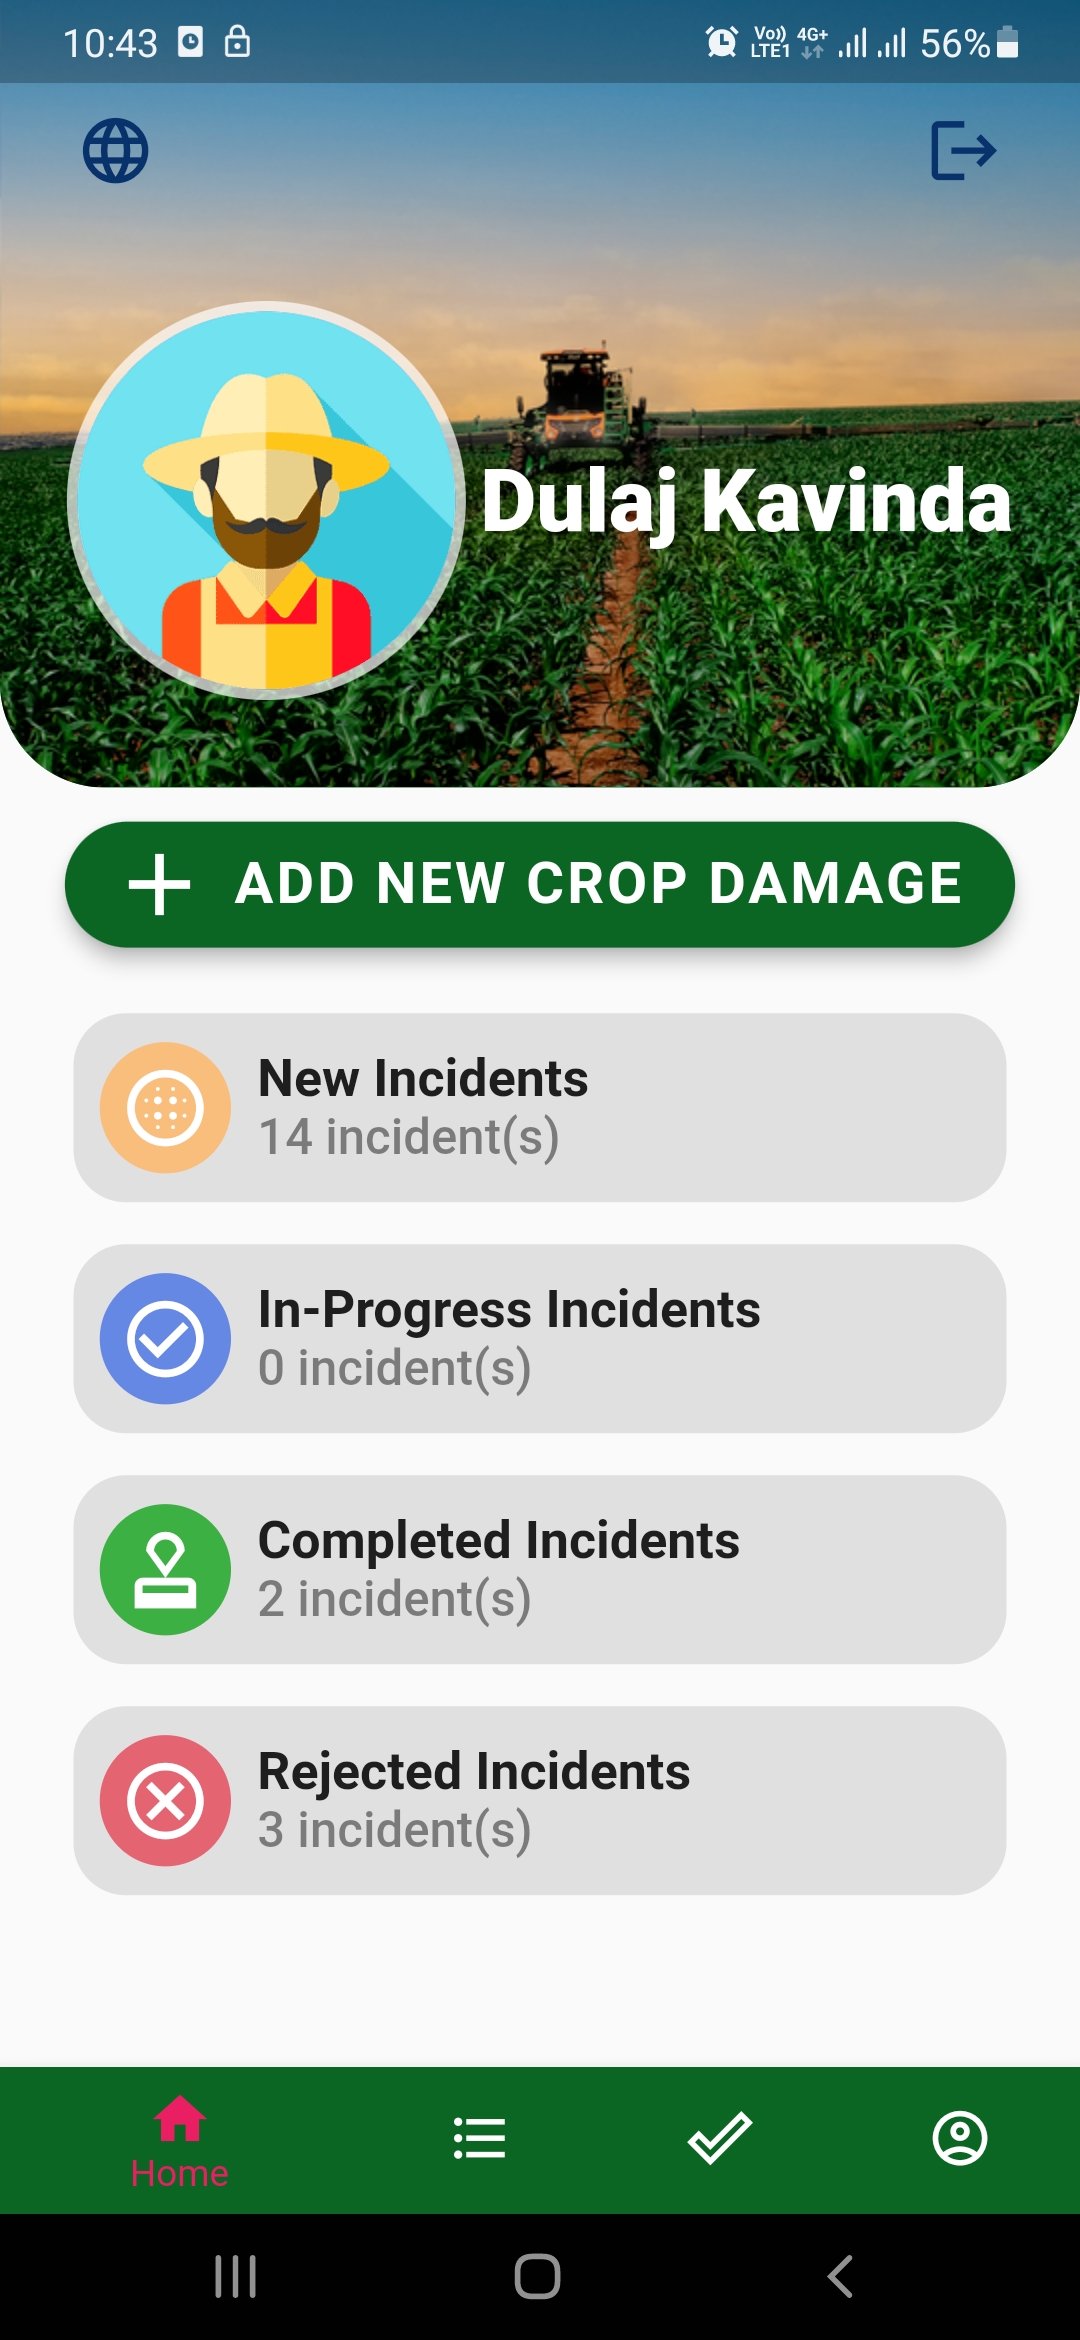 10:43 Vo)) LTE1 4G+ 56%
Dulaj Kavinda
ADD NEW CROP DAMAGE
New Incidents
14 incident(s)
In-Progress Incidents
0 incident(s)
Completed Incidents
2 incident(s)
Rejected Incidents
3 incident(s)
Home